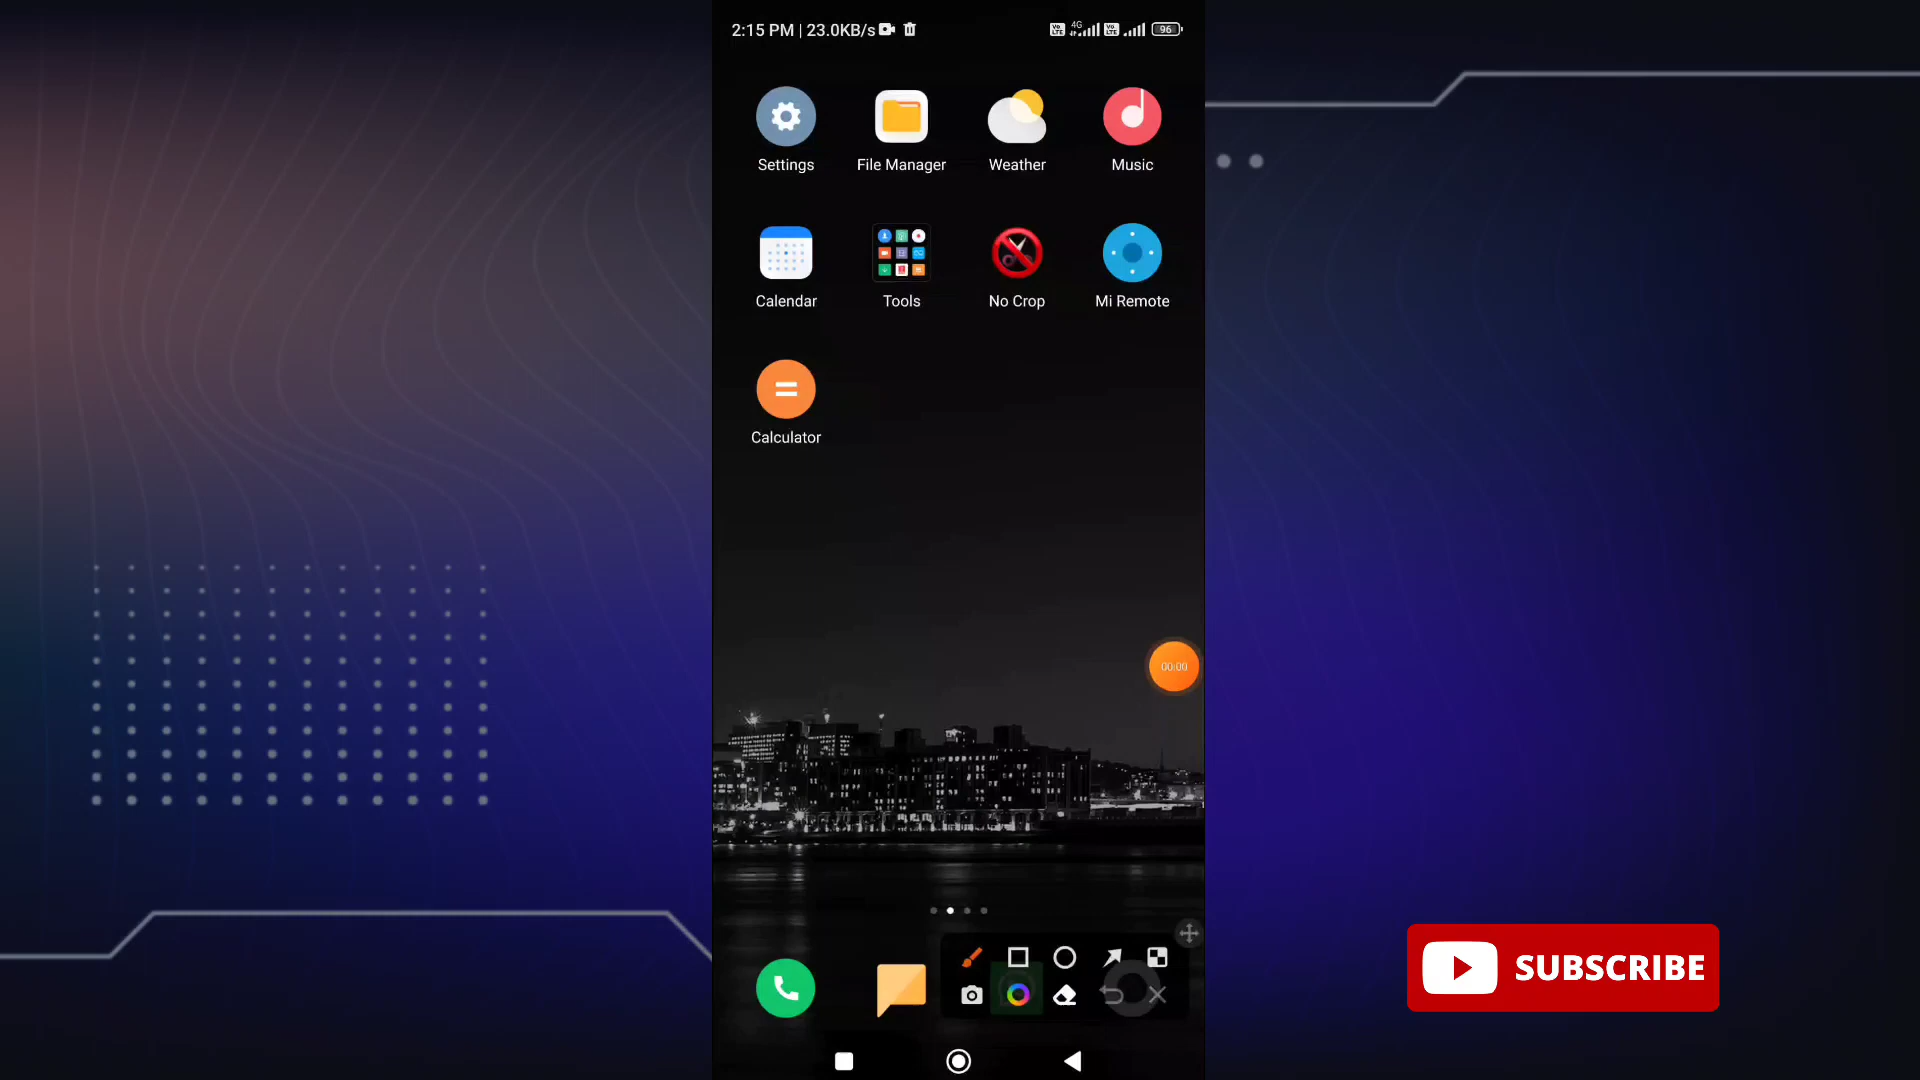 2:15 PM | 23.0KB/s
4G
96
Settings
File Manager
Weather
Music
Calendar
Tools
No Crop
Mi Remote
Calculator
00:00
SUBSCRIBE